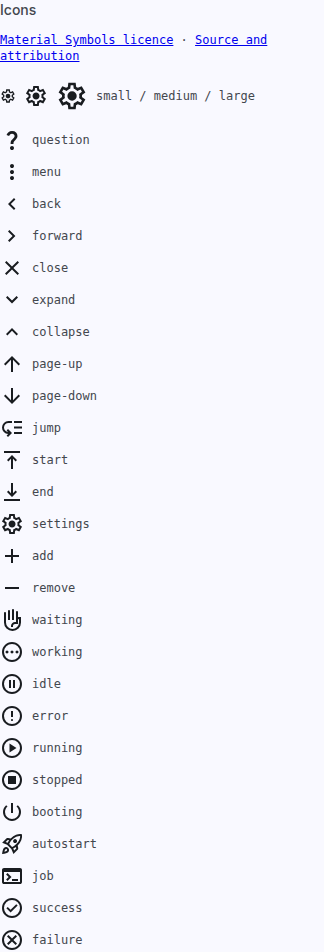 Icons
Material Symbols licence · Source and
attribution
small / medium / large
question
menu
back
forward
close
expand
collapse
page-up
page-down
jump
start
end
settings
add
remove
waiting
working
idle
error
running
stopped
booting
autostart
job
success
failure